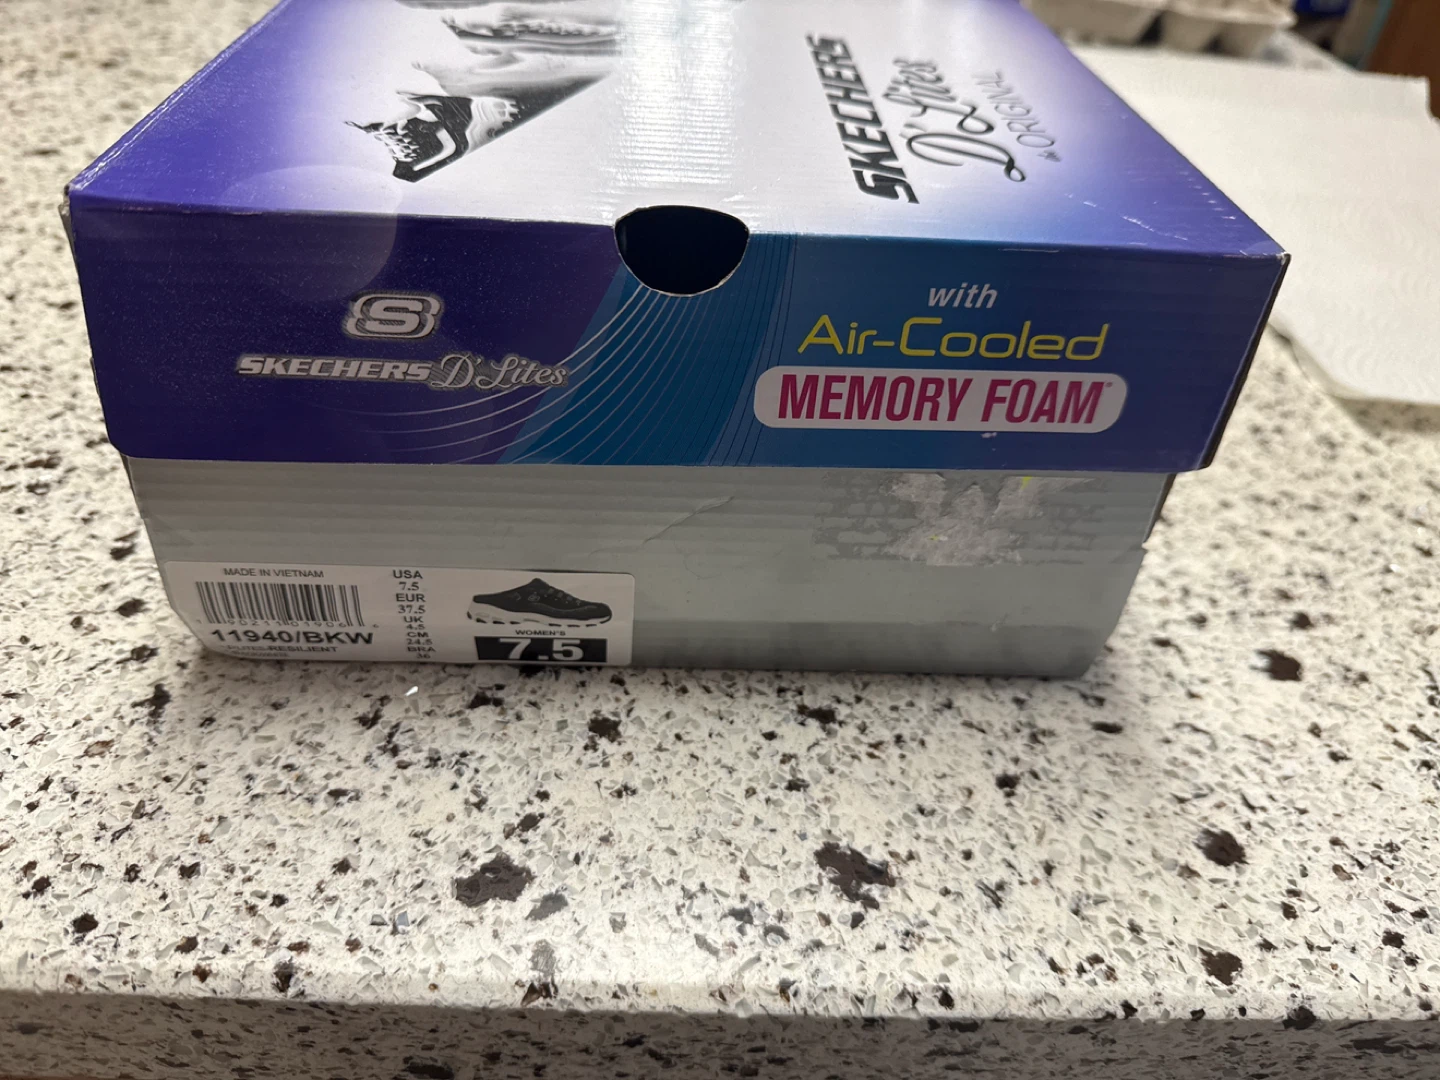 SKECHERS
D'Lites
ORIGINAL
S
SKECHERS D'Lites
with
Air-Cooled
MEMORY FOAM
MADE IN VIETNAM
11940/BKW
RESILIENT
USA
7.5
EUR
37.5
UK
4.5
CM
24.5
BRA
36
WOMEN'S
7.5